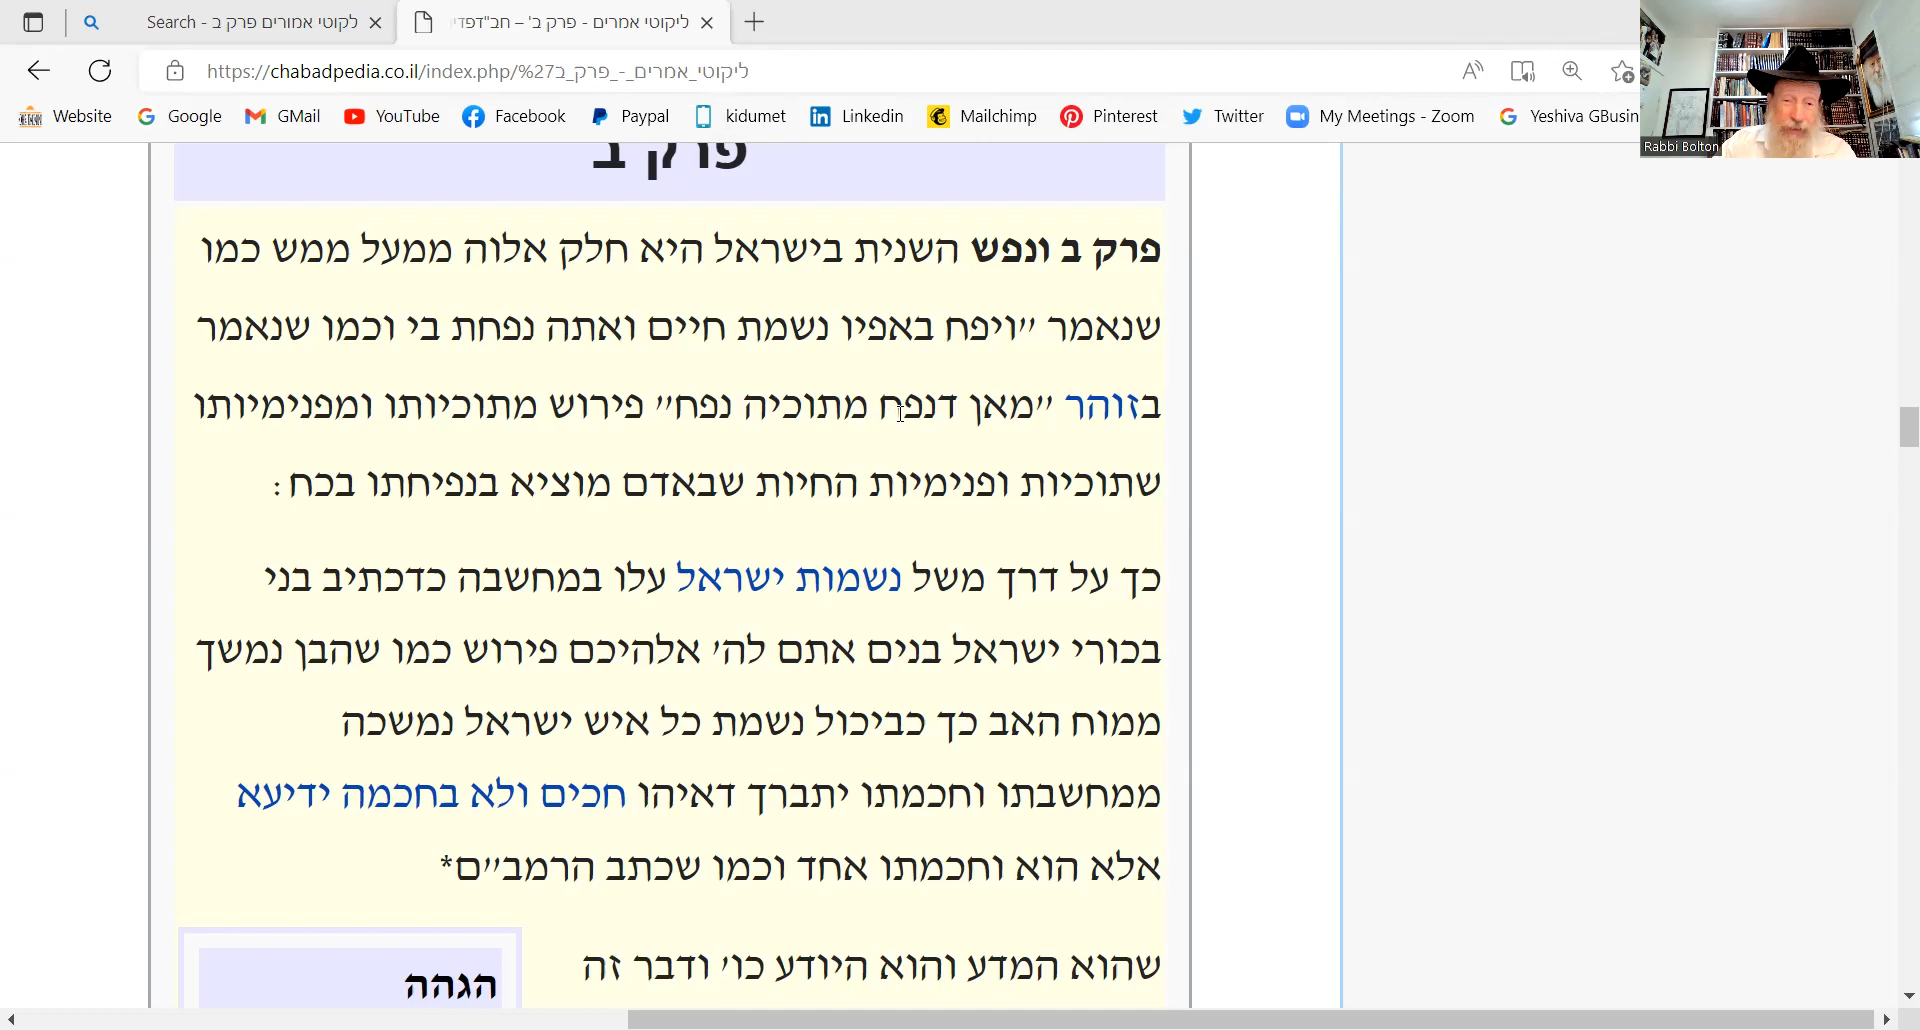 לקוטי אמורים פרק ב - Search
ליקוטי אמרים - פרק ב' – חב"דפדי
https://chabadpedia.co.il/index.php/%27ליקוטי_אמרים_-_פרק_ב
Website Google GMail YouTube Facebook Paypal kidumet Linkedin Mailchimp Pinterest Twitter My Meetings - Zoom Yeshiva GBusin
Rabbi Bolton
פרק ב
פרק ב ונפש השנית בישראל היא חלק אלוה ממעל ממש כמו
שנאמר ״ויפח באפיו נשמת חיים ואתה נפחת בי וכמו שנאמר
בזוהר ״מאן דנפח מתוכיה נפח״ פירוש מתוכיותו ומפנימיותו
שתוכיות ופנימיות החיות שבאדם מוציא בנפיחתו בכח:
כך על דרך משל נשמות ישראל עלו במחשבה כדכתיב בני
בכורי ישראל בנים אתם לה׳ אלהיכם פירוש כמו שהבן נמשך
ממוח האב כך כביכול נשמת כל איש ישראל נמשכה
ממחשבתו וחכמתו יתברך דאיהו חכים ולא בחכמה ידיעא
אלא הוא וחכמתו אחד וכמו שכתב הרמב״ם*
שהוא המדע והוא היודע כו׳ ודבר זה
הגהה